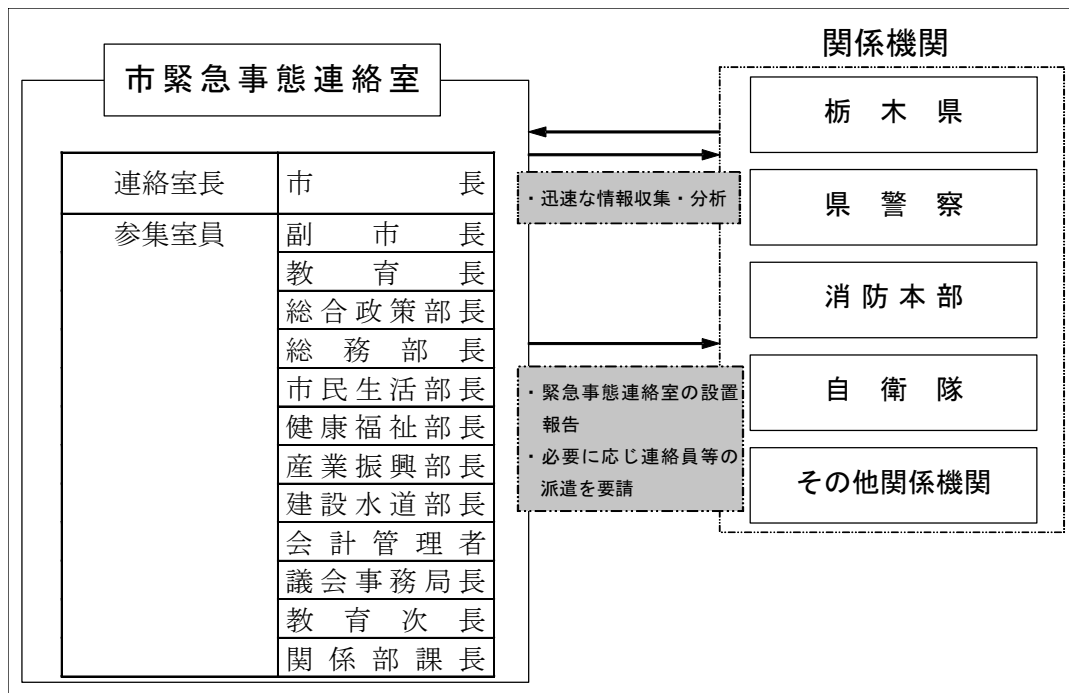 市緊急事態連絡室
連絡室長 市長
参集室員 副市長
教育長
総合政策部長
総務部長
市民生活部長
健康福祉部長
産業振興部長
建設水道部長
会計管理者
議会事務局長
教育次長
関係部課長
・迅速な情報収集・分析
・緊急事態連絡室の設置
報告
・必要に応じ連絡員等の
派遣を要請
関係機関
栃木県
県警察
消防本部
自衛隊
その他関係機関